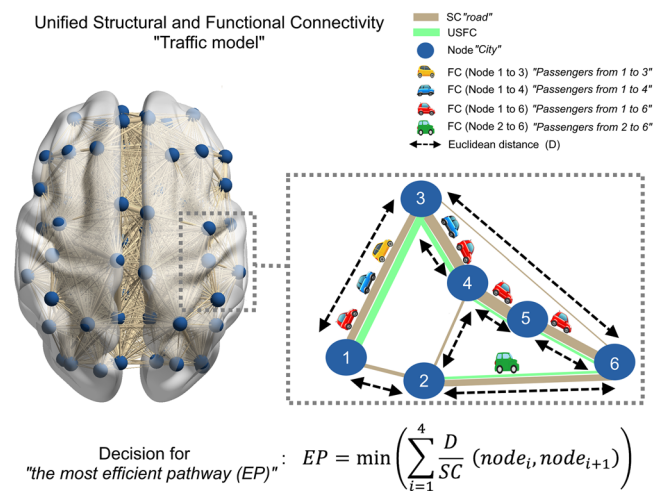 Unified Structural and Functional Connectivity
"Traffic model"
SC"road"
USFC
Node"City"
FC (Node 1 to 3) "Passengers from 1 to 3"
FC (Node 1 to 4) "Passengers from 1 to 4"
FC (Node 1 to 6) "Passengers from 1 to 6"
FC (Node 2 to 6) "Passengers from 2 to 6"
Euclidean distance (D)
3
4
5
1
2
6
Decision for
"the most efficient pathway (EP)" : EP = min(∑_{i=1}^{4} D/SC (node_i, node_{i+1}))